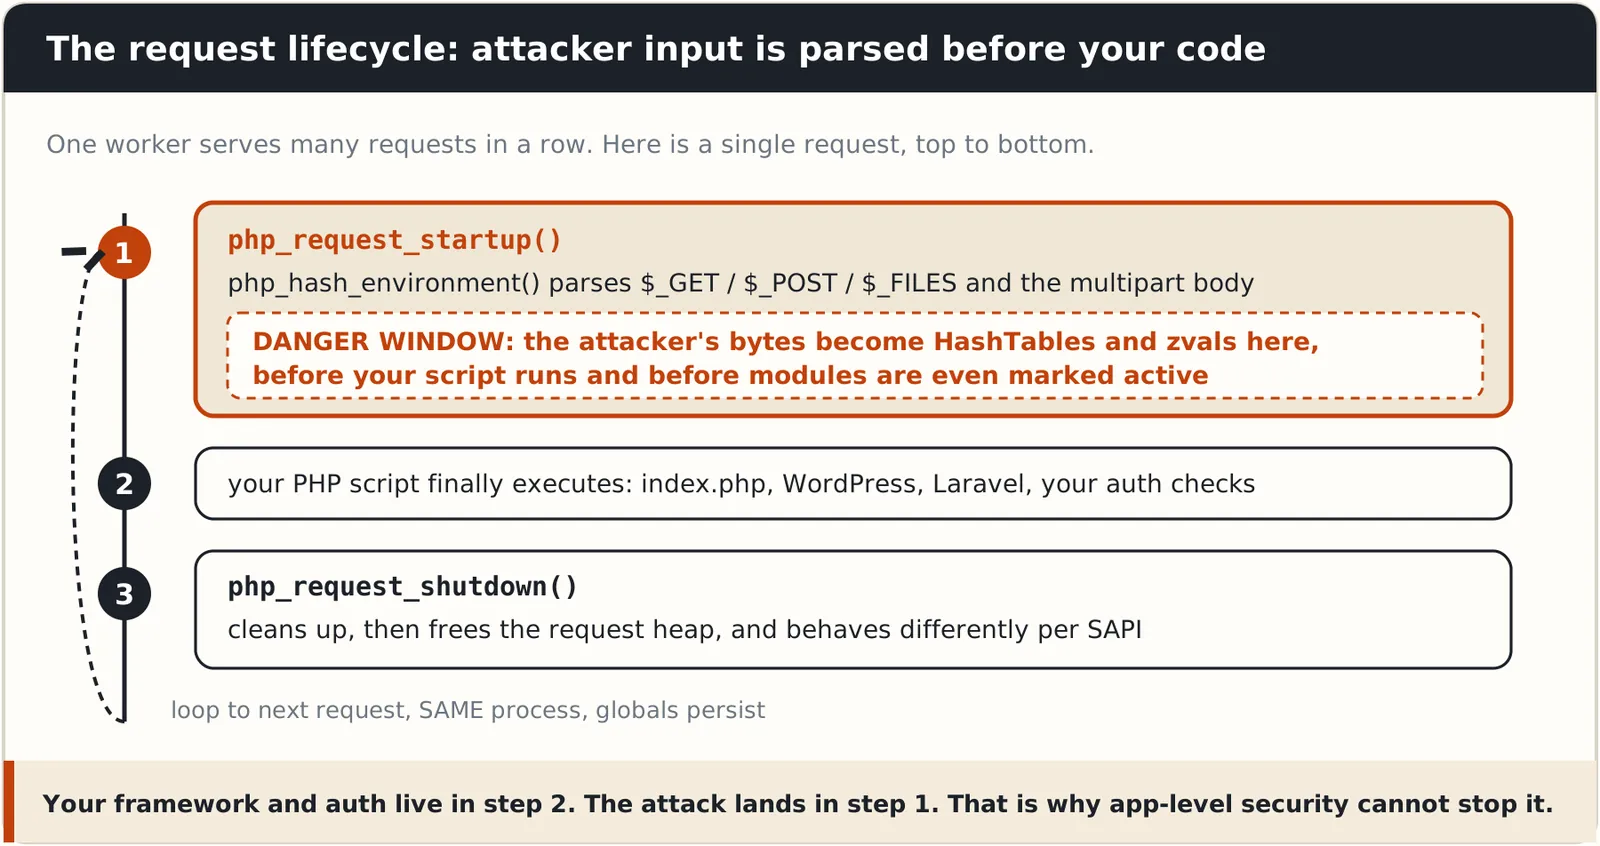 The request lifecycle: attacker input is parsed before your code
One worker serves many requests in a row. Here is a single request, top to bottom.
1
php_request_startup()
php_hash_environment() parses $_GET / $_POST / $_FILES and the multipart body
DANGER WINDOW: the attacker's bytes become HashTables and zvals here,
before your script runs and before modules are even marked active
2
your PHP script finally executes: index.php, WordPress, Laravel, your auth checks
3
php_request_shutdown()
cleans up, then frees the request heap, and behaves differently per SAPI
loop to next request, SAME process, globals persist
Your framework and auth live in step 2. The attack lands in step 1. That is why app-level security cannot stop it.